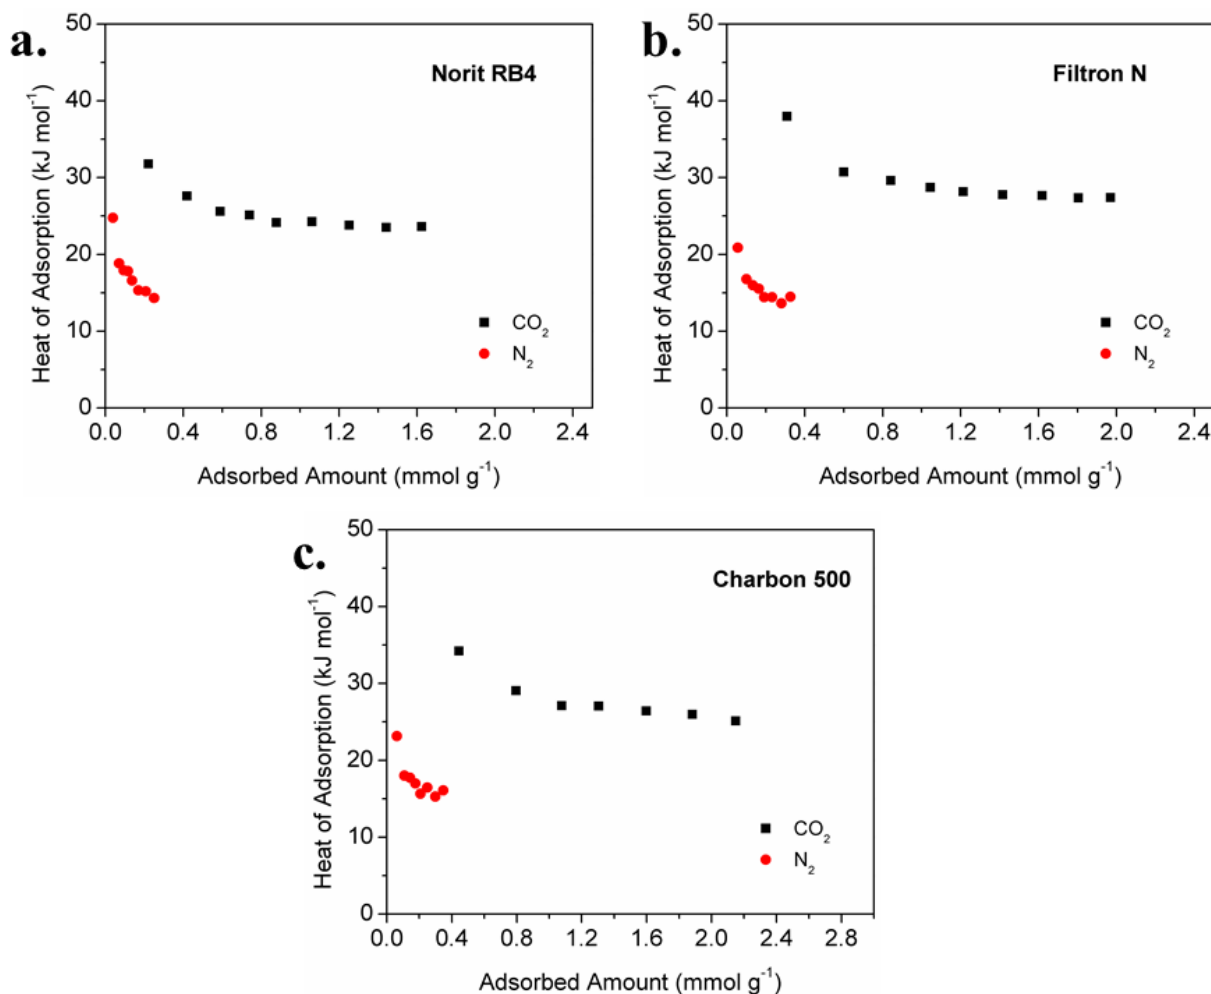 a.
Norit RB4
Heat of Adsorption (kJ mol⁻¹)
50
40
30
20
10
0
CO₂
N₂
0.0 0.4 0.8 1.2 1.6 2.0 2.4
Adsorbed Amount (mmol g⁻¹)
b.
Filtron N
Heat of Adsorption (kJ mol⁻¹)
50
40
30
20
10
0
CO₂
N₂
0.0 0.4 0.8 1.2 1.6 2.0 2.4
Adsorbed Amount (mmol g⁻¹)
c.
Charbon 500
Heat of Adsorption (kJ mol⁻¹)
50
40
30
20
10
0
CO₂
N₂
0.0 0.4 0.8 1.2 1.6 2.0 2.4 2.8
Adsorbed Amount (mmol g⁻¹)